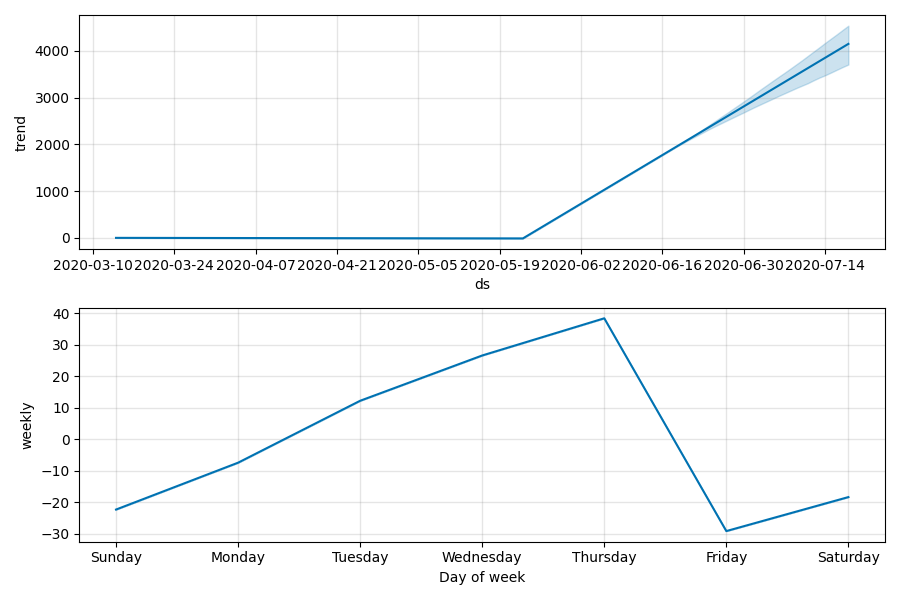 4000
3000
2000
1000
0
trend
2020-03-10 2020-03-24 2020-04-07 2020-04-21 2020-05-05 2020-05-19 2020-06-02 2020-06-16 2020-06-30 2020-07-14
ds
40
30
20
10
0
−10
−20
−30
weekly
Sunday Monday Tuesday Wednesday Thursday Friday Saturday
Day of week